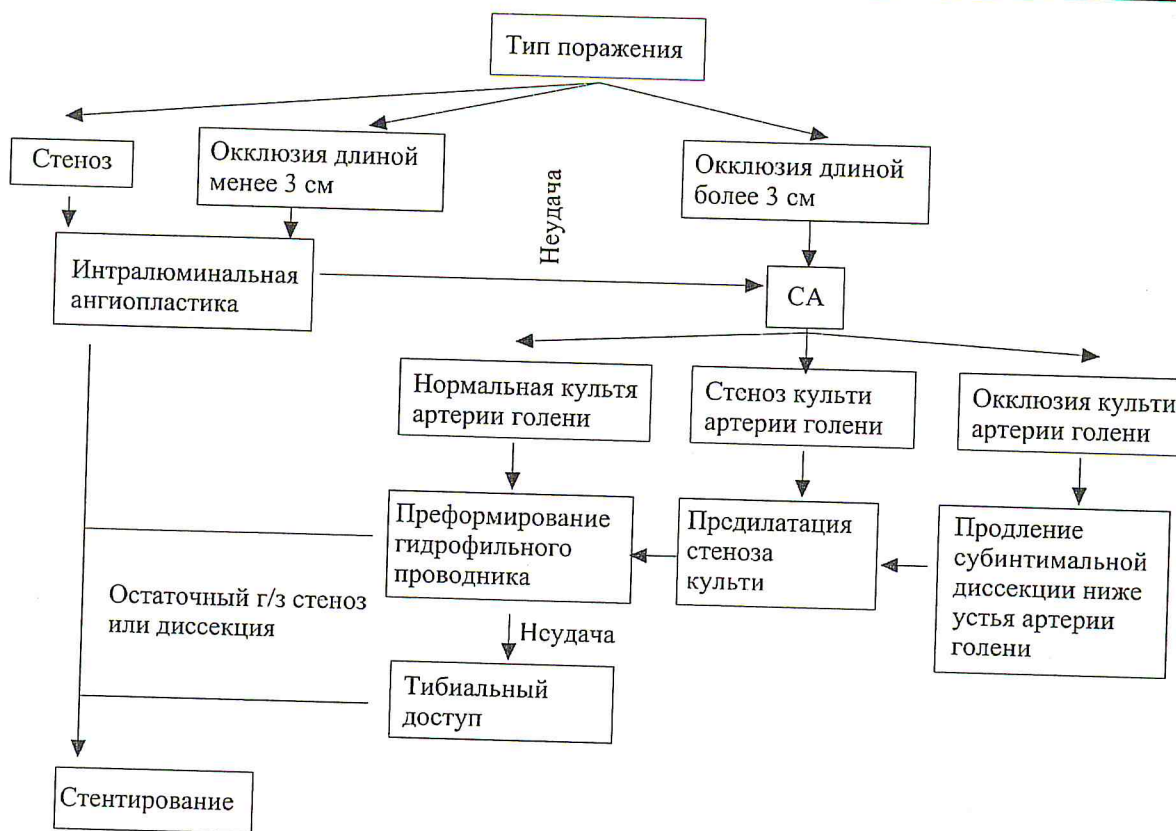 Тип поражения
Стеноз
Окклюзия длиной
менее 3 см
Неудача
Окклюзия длиной
более 3 см
Интралюминальная
ангиопластика
СА
Нормальная культя
артерии голени
Стеноз культи
артерии голени
Окклюзия культи
артерии голени
Преформирование
гидрофильного
проводника
Предилатация
стеноза
культи
Продление
субинтимальной
диссекции ниже
устья артерии
голени
Остаточный г/з стеноз
или диссекция
Неудача
Тибиальный
доступ
Стентирование